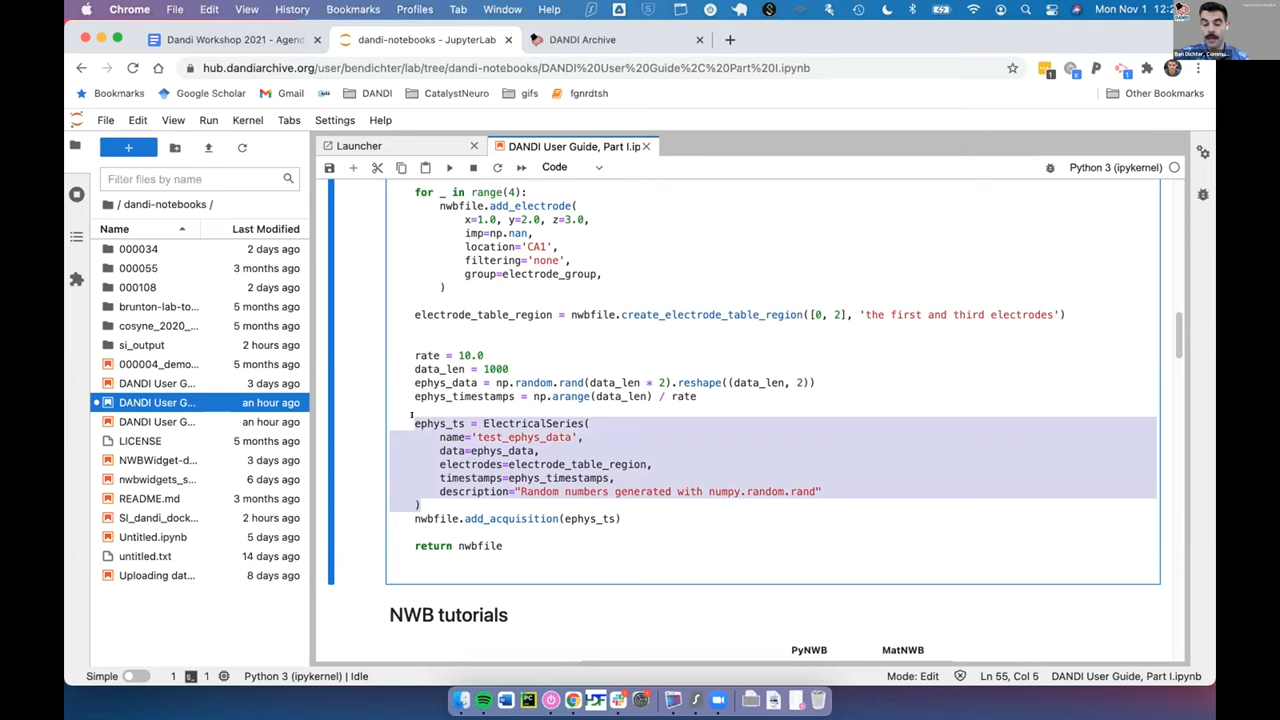 Chrome File Edit View History Bookmarks Profiles Tab Window Help
Mon Nov 1
Dandi Workshop 2021 - Agen
dandi-notebooks - JupyterLab
DANDI Archive
hub.dandiarchive.org/user/bendichter/lab/tree/dandi-notebooks/DANDI%20User%20Guide%2C%20Part%20I.ipynb
Ben Dichter, Commu...
Bookmarks Google Scholar Gmail DANDI CatalystNeuro gifs fgnrdtsh Other Bookmarks
File Edit View Run Kernel Tabs Settings Help
Launcher
DANDI User Guide, Part I.ip
Code
Python 3 (ipykernel)
Filter files by name
/ dandi-notebooks /
Name Last Modified
000034 2 days ago
000055 3 months ago
000108 2 days ago
brunton-lab-to... 5 months ago
cosyne_2020_... 5 months ago
si_output 2 hours ago
000004_demo... 5 months ago
DANDI User G... 3 days ago
DANDI User G... an hour ago
DANDI User G... an hour ago
LICENSE 5 months ago
NWBWidget-d... 5 months ago
nwbwidgets_s... 6 days ago
README.md 5 months ago
SI_dandi_dock... 2 hours ago
Untitled.ipynb 5 days ago
untitled.txt 14 days ago
Uploading dat... 8 days ago
for _ in range(4):
nwbfile.add_electrode(
x=1.0, y=2.0, z=3.0,
imp=np.nan,
location='CA1',
filtering='none',
group=electrode_group,
)
electrode_table_region = nwbfile.create_electrode_table_region([0, 2], 'the first and third electrodes')
rate = 10.0
data_len = 1000
ephys_data = np.random.rand(data_len * 2).reshape((data_len, 2))
ephys_timestamps = np.arange(data_len) / rate
ephys_ts = ElectricalSeries(
name='test_ephys_data',
data=ephys_data,
electrodes=electrode_table_region,
timestamps=ephys_timestamps,
description="Random numbers generated with numpy.random.rand"
)
nwbfile.add_acquisition(ephys_ts)
return nwbfile
NWB tutorials
PyNWB MatNWB
Simple 1 1 Python 3 (ipykernel) | Idle
Mode: Edit Ln 55, Col 5 DANDI User Guide, Part I.ipynb